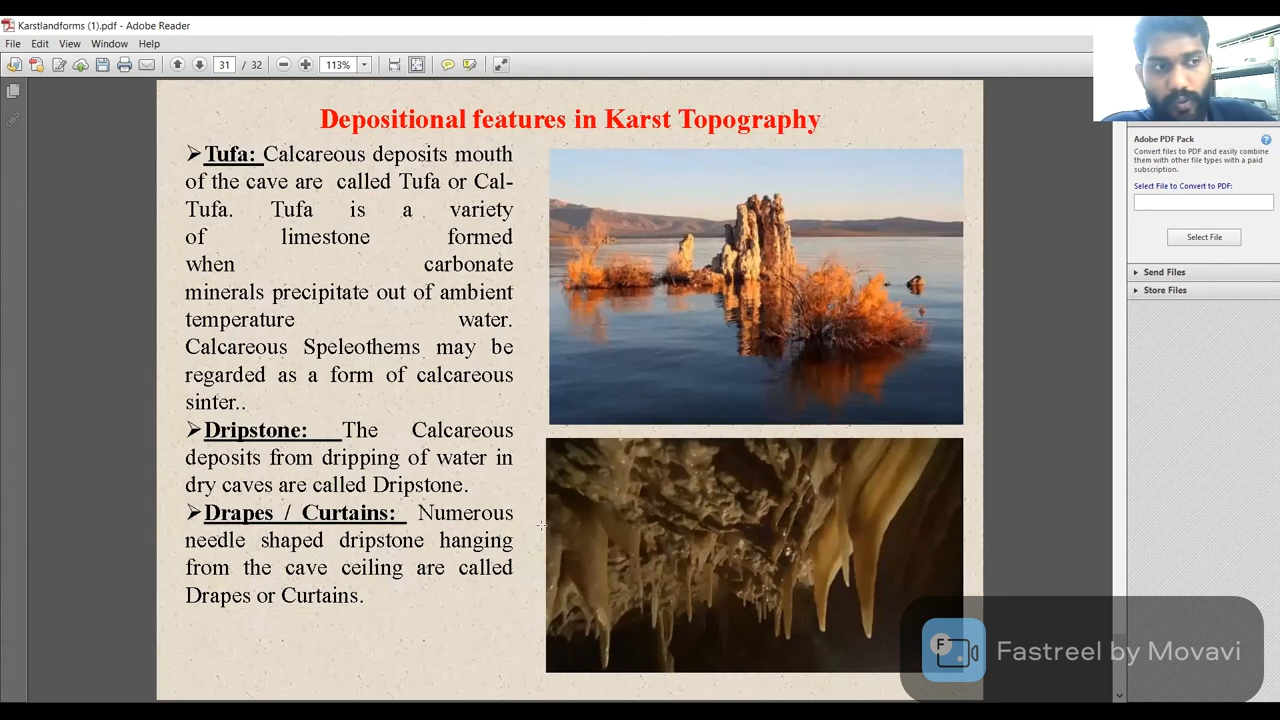 Karstlandforms (1).pdf - Adobe Reader
File Edit View Window Help
31 / 32 113%
Depositional features in Karst Topography
➢Tufa: Calcareous deposits mouth
of the cave are called Tufa or Cal-
Tufa. Tufa is a variety
of limestone formed
when carbonate
minerals precipitate out of ambient
temperature water.
Calcareous Speleothems may be
regarded as a form of calcareous
sinter..
➢Dripstone: The Calcareous
deposits from dripping of water in
dry caves are called Dripstone.
➢Drapes / Curtains: Numerous
needle shaped dripstone hanging
from the cave ceiling are called
Drapes or Curtains.
Adobe PDF Pack
Convert files to PDF and easily combine
them with other file types with a paid
subscription.
Select File to Convert to PDF:
Select File
Send Files
Store Files
F
Fastreel by Movavi